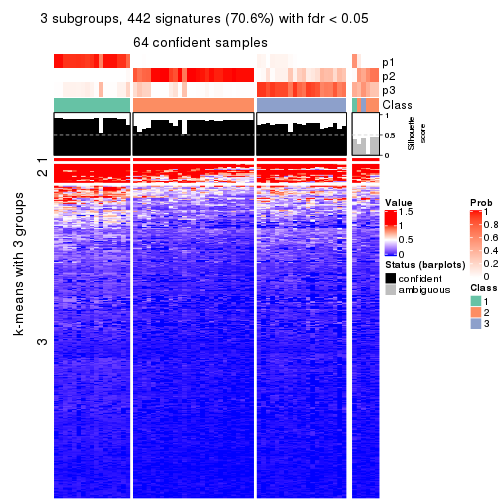 3 subgroups, 442 signatures (70.6%) with fdr < 0.05
64 confident samples
p1
p2
p3
Class
1
0.5
0
Silhouette
score
k-means with 3 groups
1
2
3
Value
1.5
1
0.5
0
Status (barplots)
confident
ambiguous
Prob
1
0.8
0.6
0.4
0.2
0
Class
1
2
3